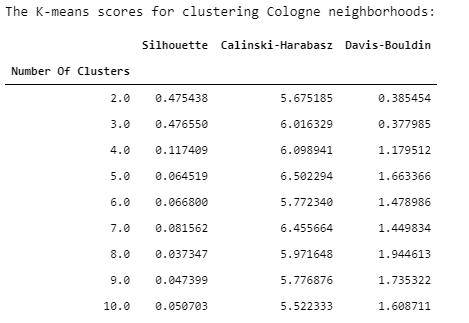 The K-means scores for clustering Cologne neighborhoods:
Silhouette Calinski-Harabasz Davis-Bouldin
Number Of Clusters
2.0 0.475438 5.675185 0.385454
3.0 0.476550 6.016329 0.377985
4.0 0.117409 6.098941 1.179512
5.0 0.064519 6.502294 1.663366
6.0 0.066800 5.772340 1.478986
7.0 0.081562 6.455664 1.449834
8.0 0.037347 5.971648 1.944613
9.0 0.047399 5.776876 1.735322
10.0 0.050703 5.522333 1.608711